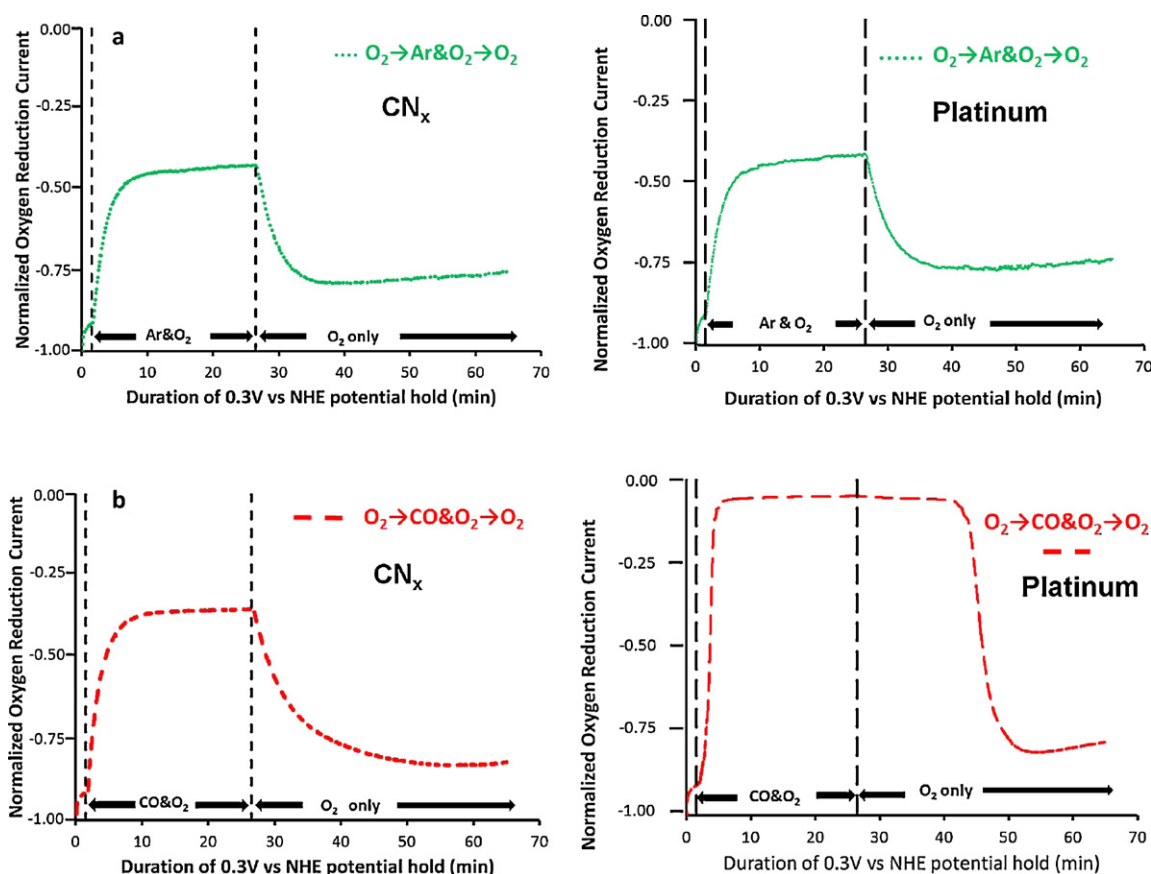 a
O₂→Ar&O₂→O₂
CNₓ
Normalized Oxygen Reduction Current
0.00
-0.25
-0.50
-0.75
-1.00
Ar&O₂
O₂ only
0 10 20 30 40 50 60 70
Duration of 0.3V vs NHE potential hold (min)
O₂→Ar&O₂→O₂
Platinum
Normalized Oxygen Reduction Current
0.00
-0.25
-0.50
-0.75
-1.00
Ar & O₂
O₂ only
0 10 20 30 40 50 60 70
Duration of 0.3V vs NHE potential hold (min)
b
O₂→CO&O₂→O₂
CNₓ
Normalized Oxygen Reduction Current
0.00
-0.25
-0.50
-0.75
-1.00
CO&O₂
O₂ only
0 10 20 30 40 50 60 70
Duration of 0.3V vs NHE potential hold (min)
O₂→CO&O₂→O₂
Platinum
Normalized Oxygen Reduction Current
0.00
-0.25
-0.50
-0.75
-1.00
CO&O₂
O₂ only
0 10 20 30 40 50 60 70
Duration of 0.3V vs NHE potential hold (min)